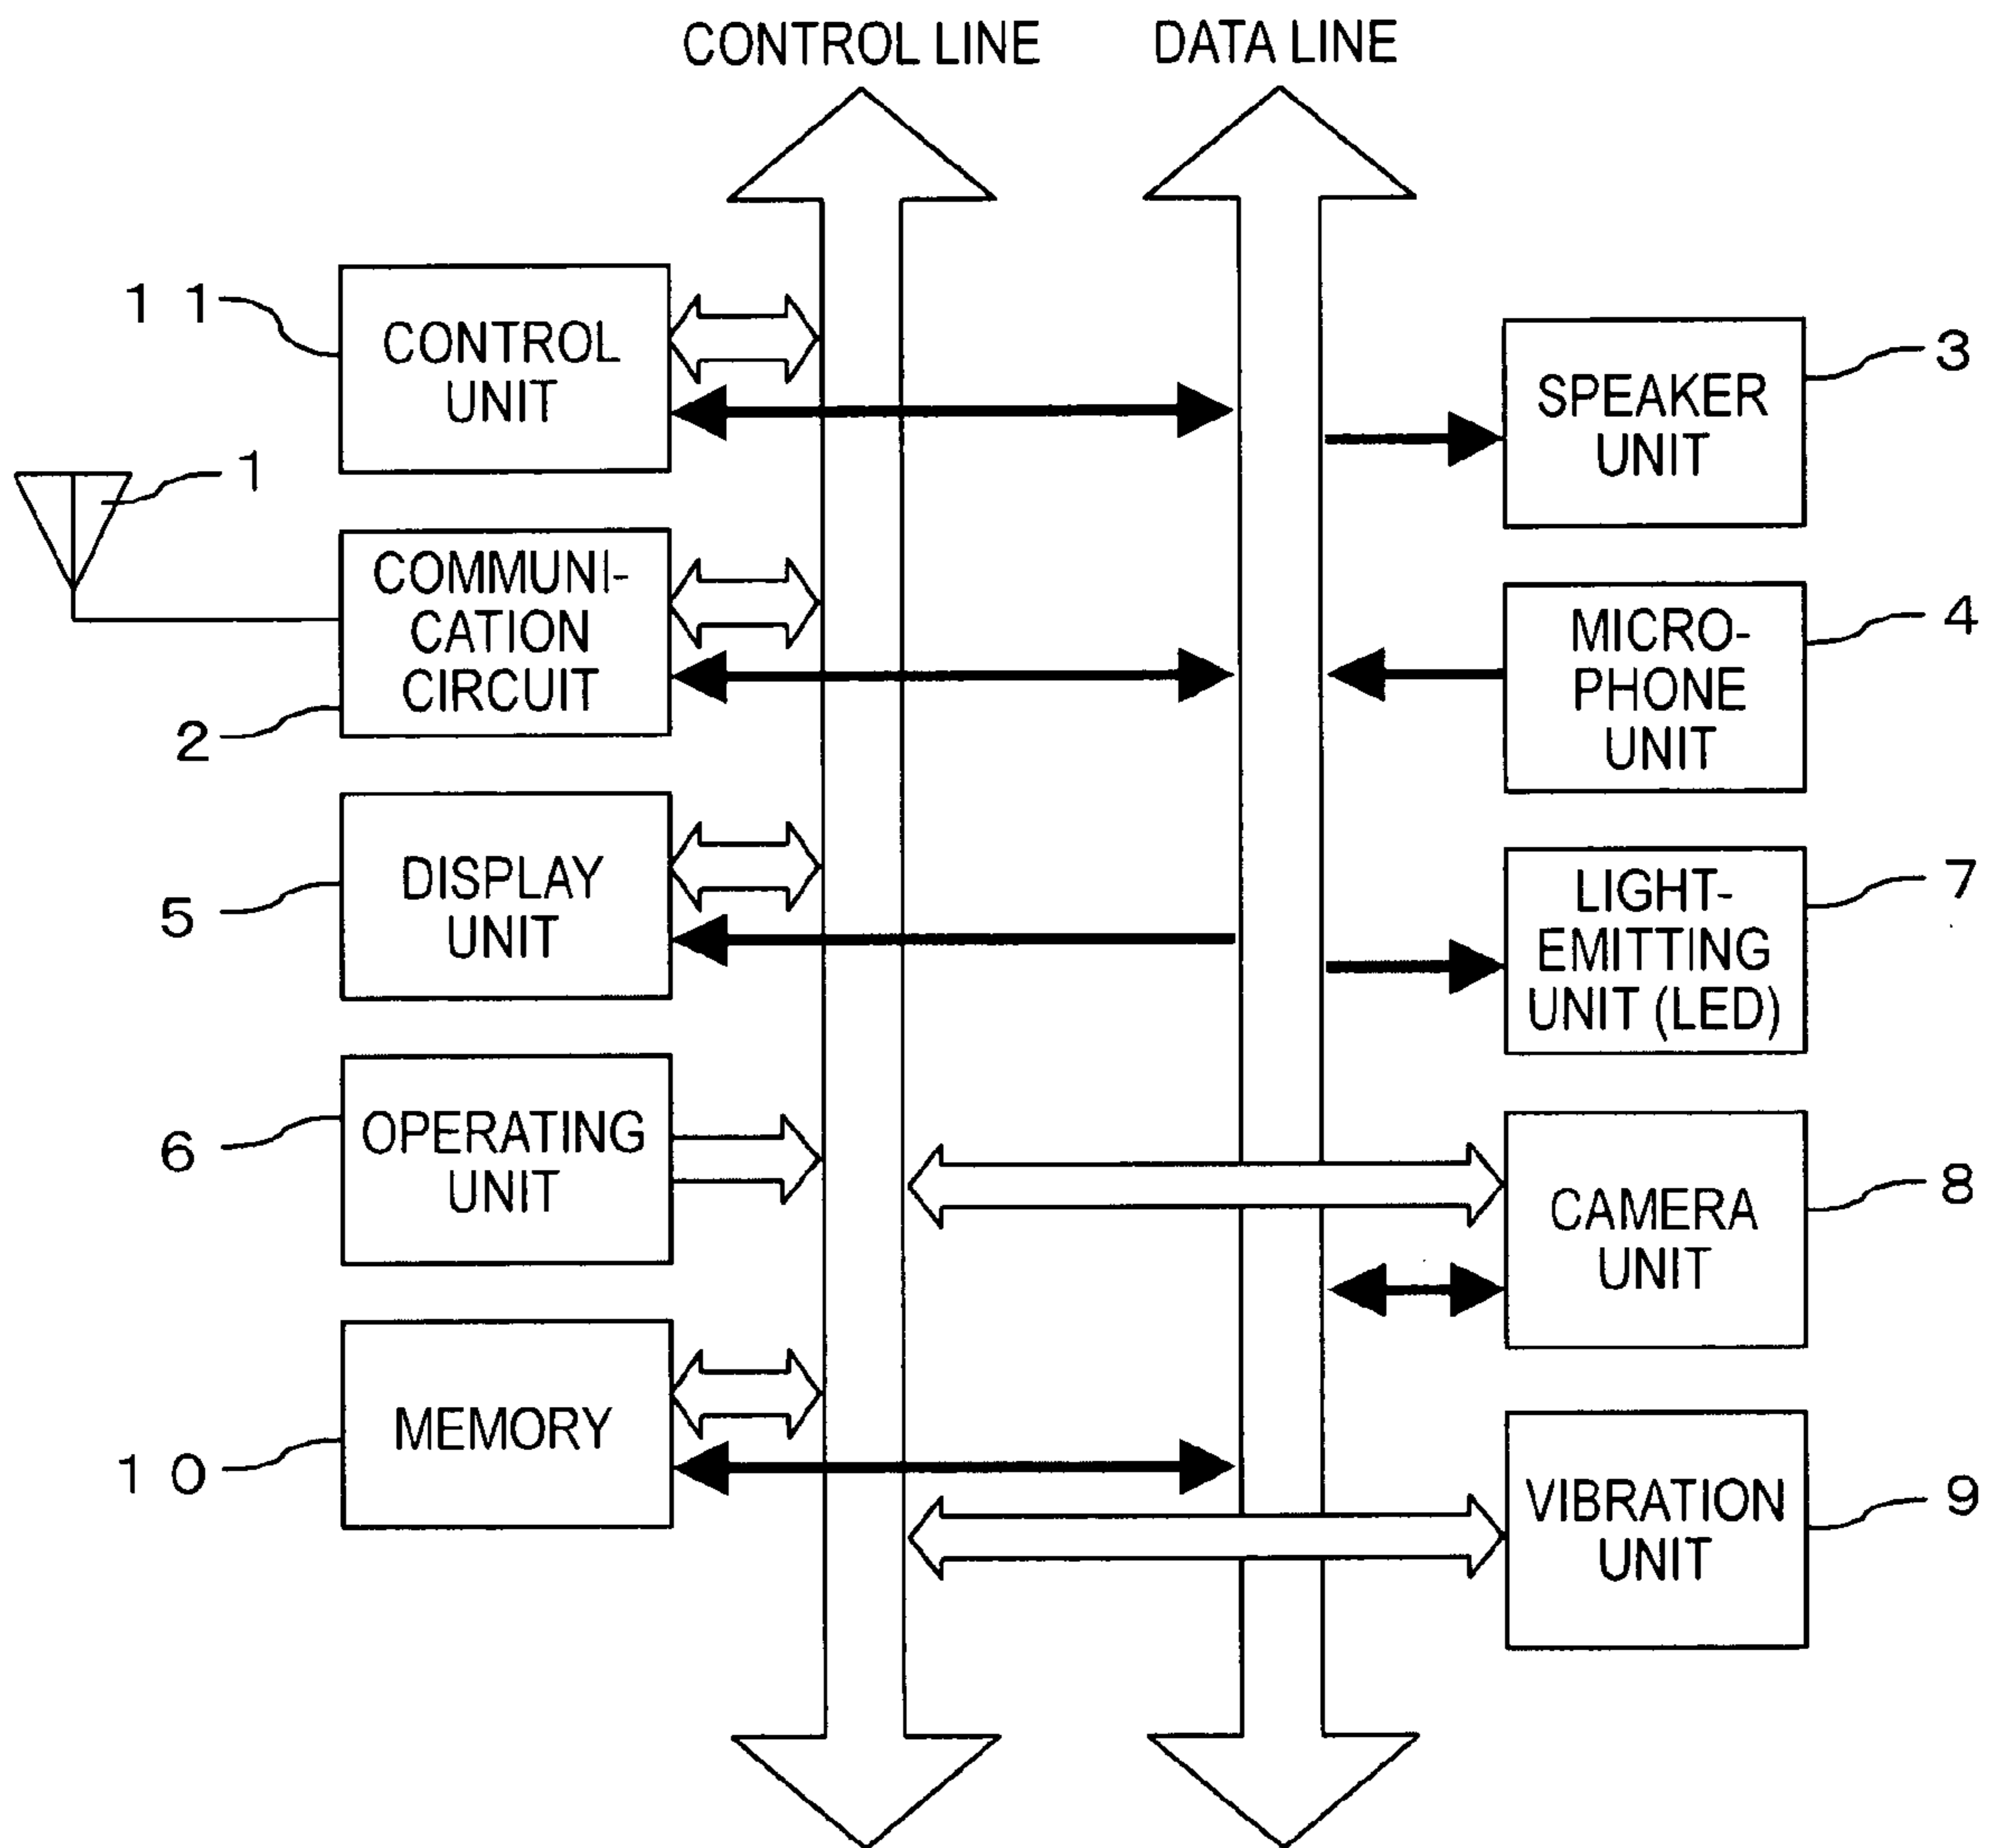 CONTROL LINE
DATA LINE
11
CONTROL
UNIT
1
COMMUNI-
CATION
CIRCUIT
2
DISPLAY
UNIT
5
OPERATING
UNIT
6
MEMORY
10
SPEAKER
UNIT
3
MICRO-
PHONE
UNIT
4
LIGHT-
EMITTING
UNIT (LED)
7
CAMERA
UNIT
8
VIBRATION
UNIT
9